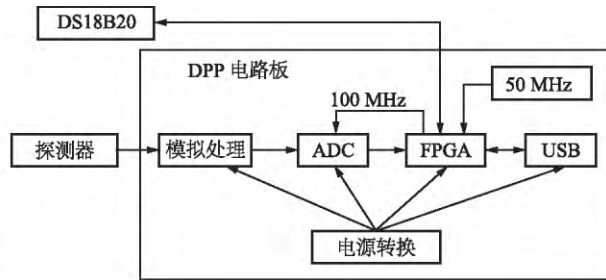 DS18B20
DPP 电路板
100 MHz
50 MHz
探测器
模拟处理
ADC
FPGA
USB
电源转换